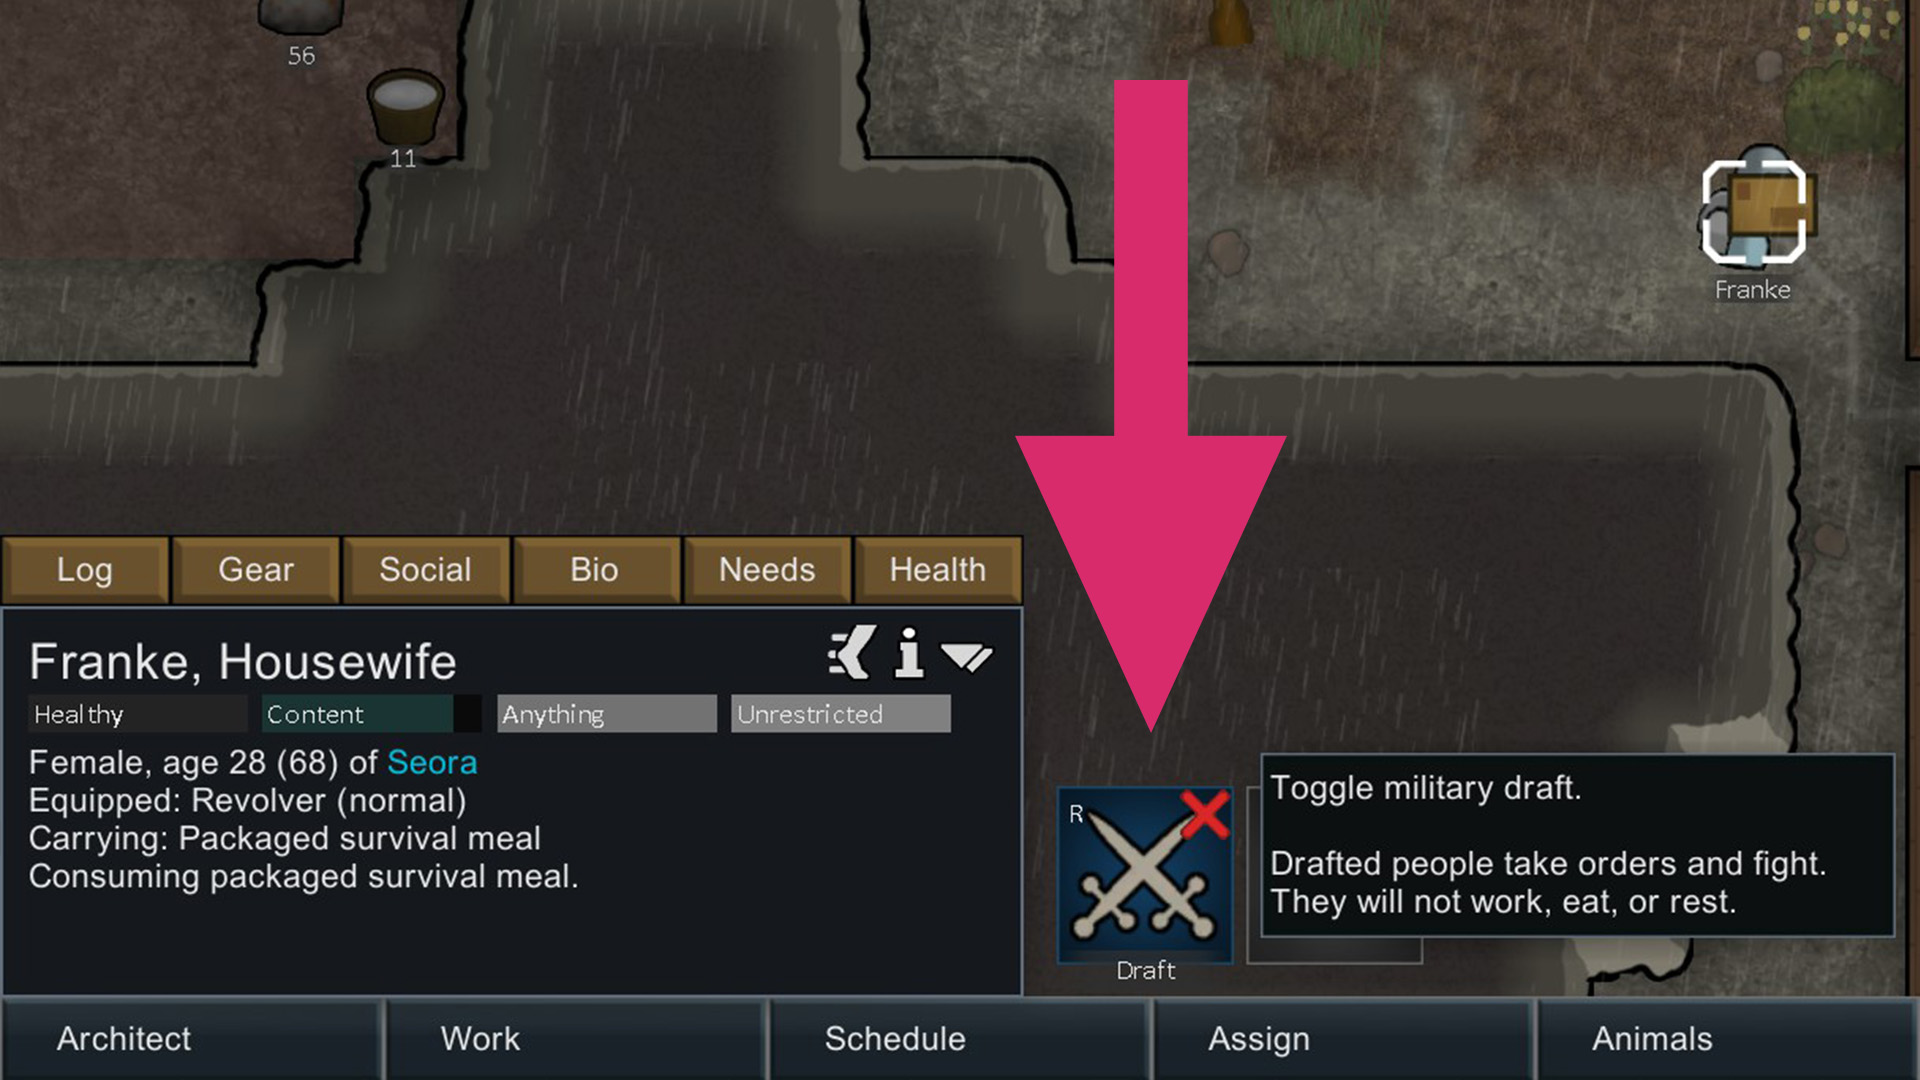 56
11
Franke
Log
Gear
Social
Bio
Needs
Health
Franke, Housewife
Healthy
Content
Anything
Unrestricted
Female, age 28 (68) of Seora
Equipped: Revolver (normal)
Carrying: Packaged survival meal
Consuming packaged survival meal.
R
Draft
Toggle military draft.
Drafted people take orders and fight.
They will not work, eat, or rest.
Architect
Work
Schedule
Assign
Animals